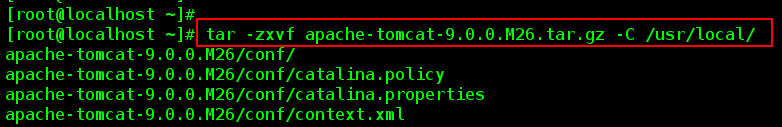 [root@localhost ~]#
[root@localhost ~]# tar -zxvf apache-tomcat-9.0.0.M26.tar.gz -C /usr/local/
apache-tomcat-9.0.0.M26/conf/
apache-tomcat-9.0.0.M26/conf/catalina.policy
apache-tomcat-9.0.0.M26/conf/catalina.properties
apache-tomcat-9.0.0.M26/conf/context.xml